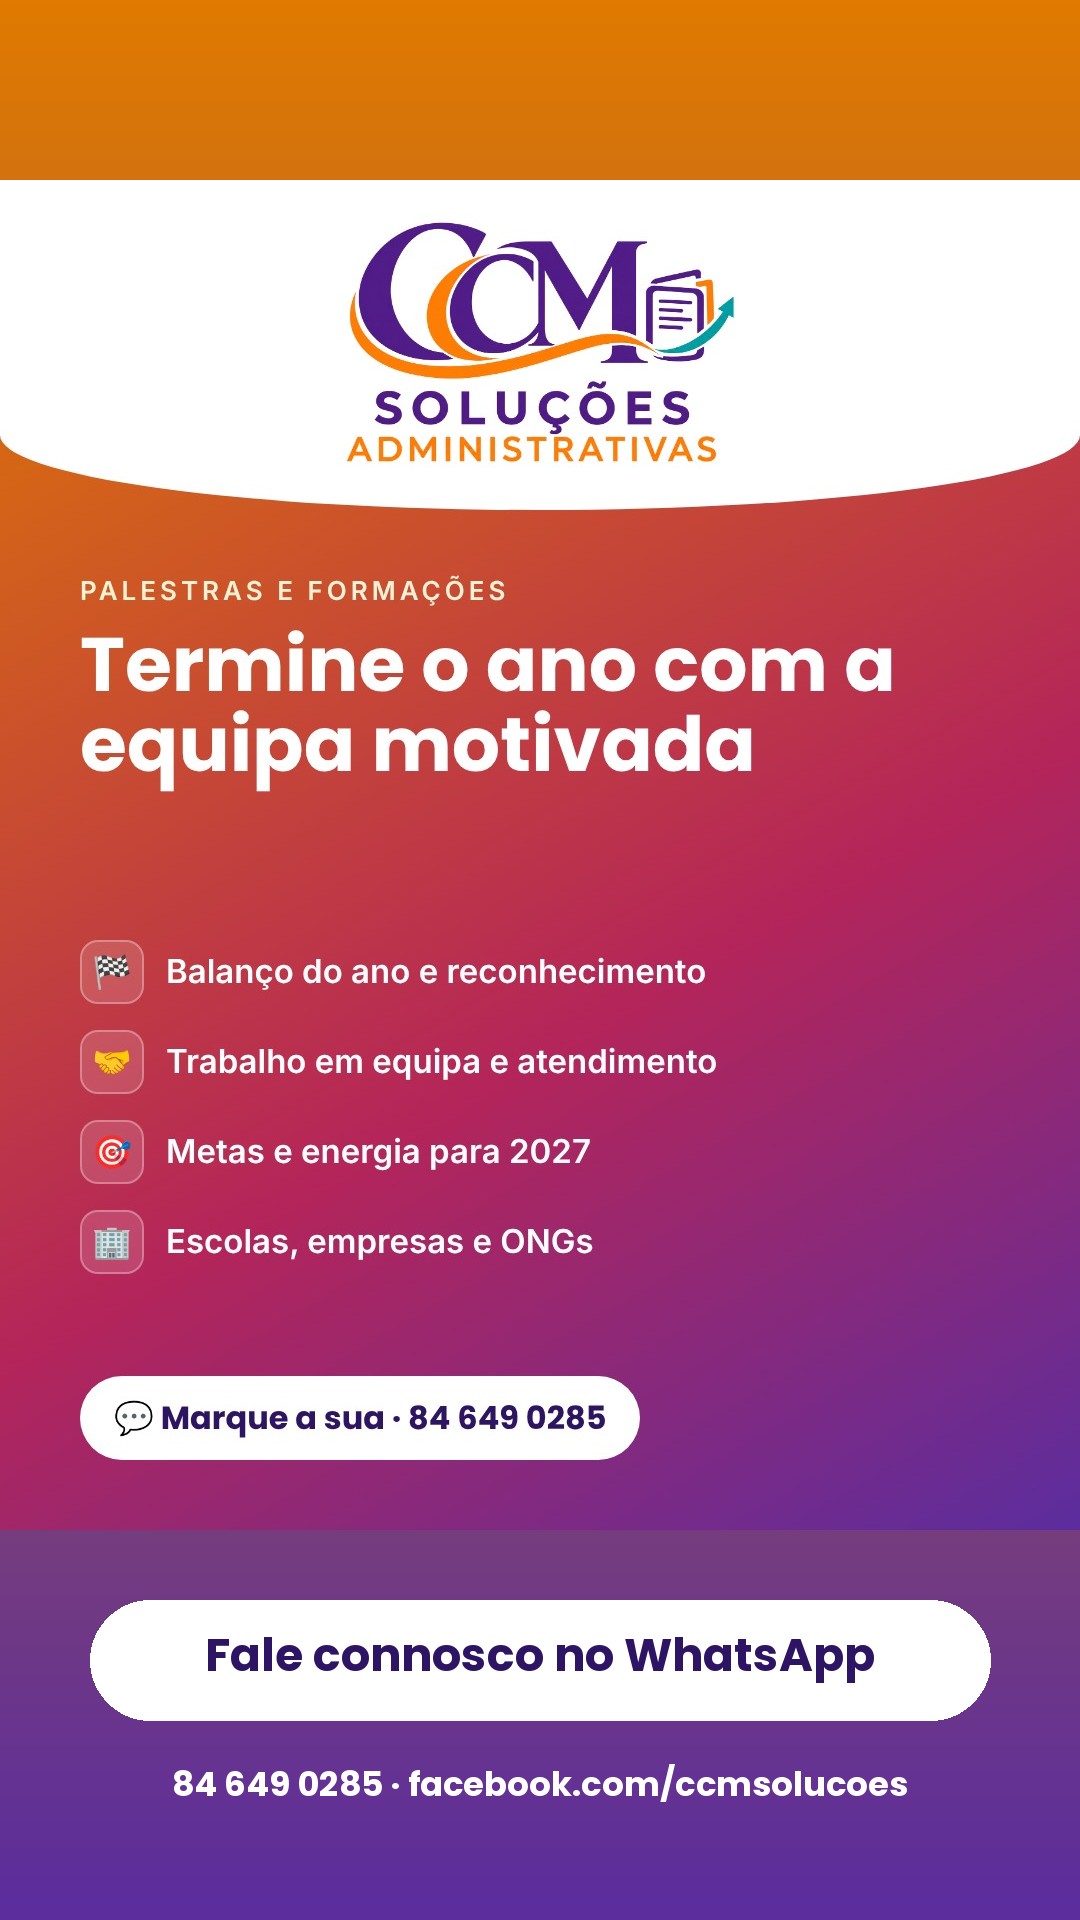 CCM
SOLUÇÕES
ADMINISTRATIVAS
PALESTRAS E FORMAÇÕES
Termine o ano com a
equipa motivada
Balanço do ano e reconhecimento
Trabalho em equipa e atendimento
Metas e energia para 2027
Escolas, empresas e ONGs
💬 Marque a sua · 84 649 0285
Fale connosco no WhatsApp
84 649 0285 · facebook.com/ccmsolucoes